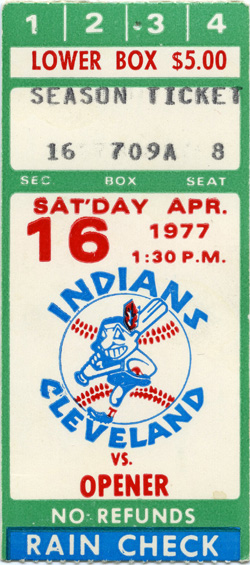 1 2 3 4
LOWER BOX $5.00
SEASON TICKET
16 709A 8
SEC. BOX SEAT
SAT'DAY APR.
16 1977
1:30 P.M.
INDIANS
CLEVELAND
VS.
OPENER
NO-REFUNDS
RAIN CHECK